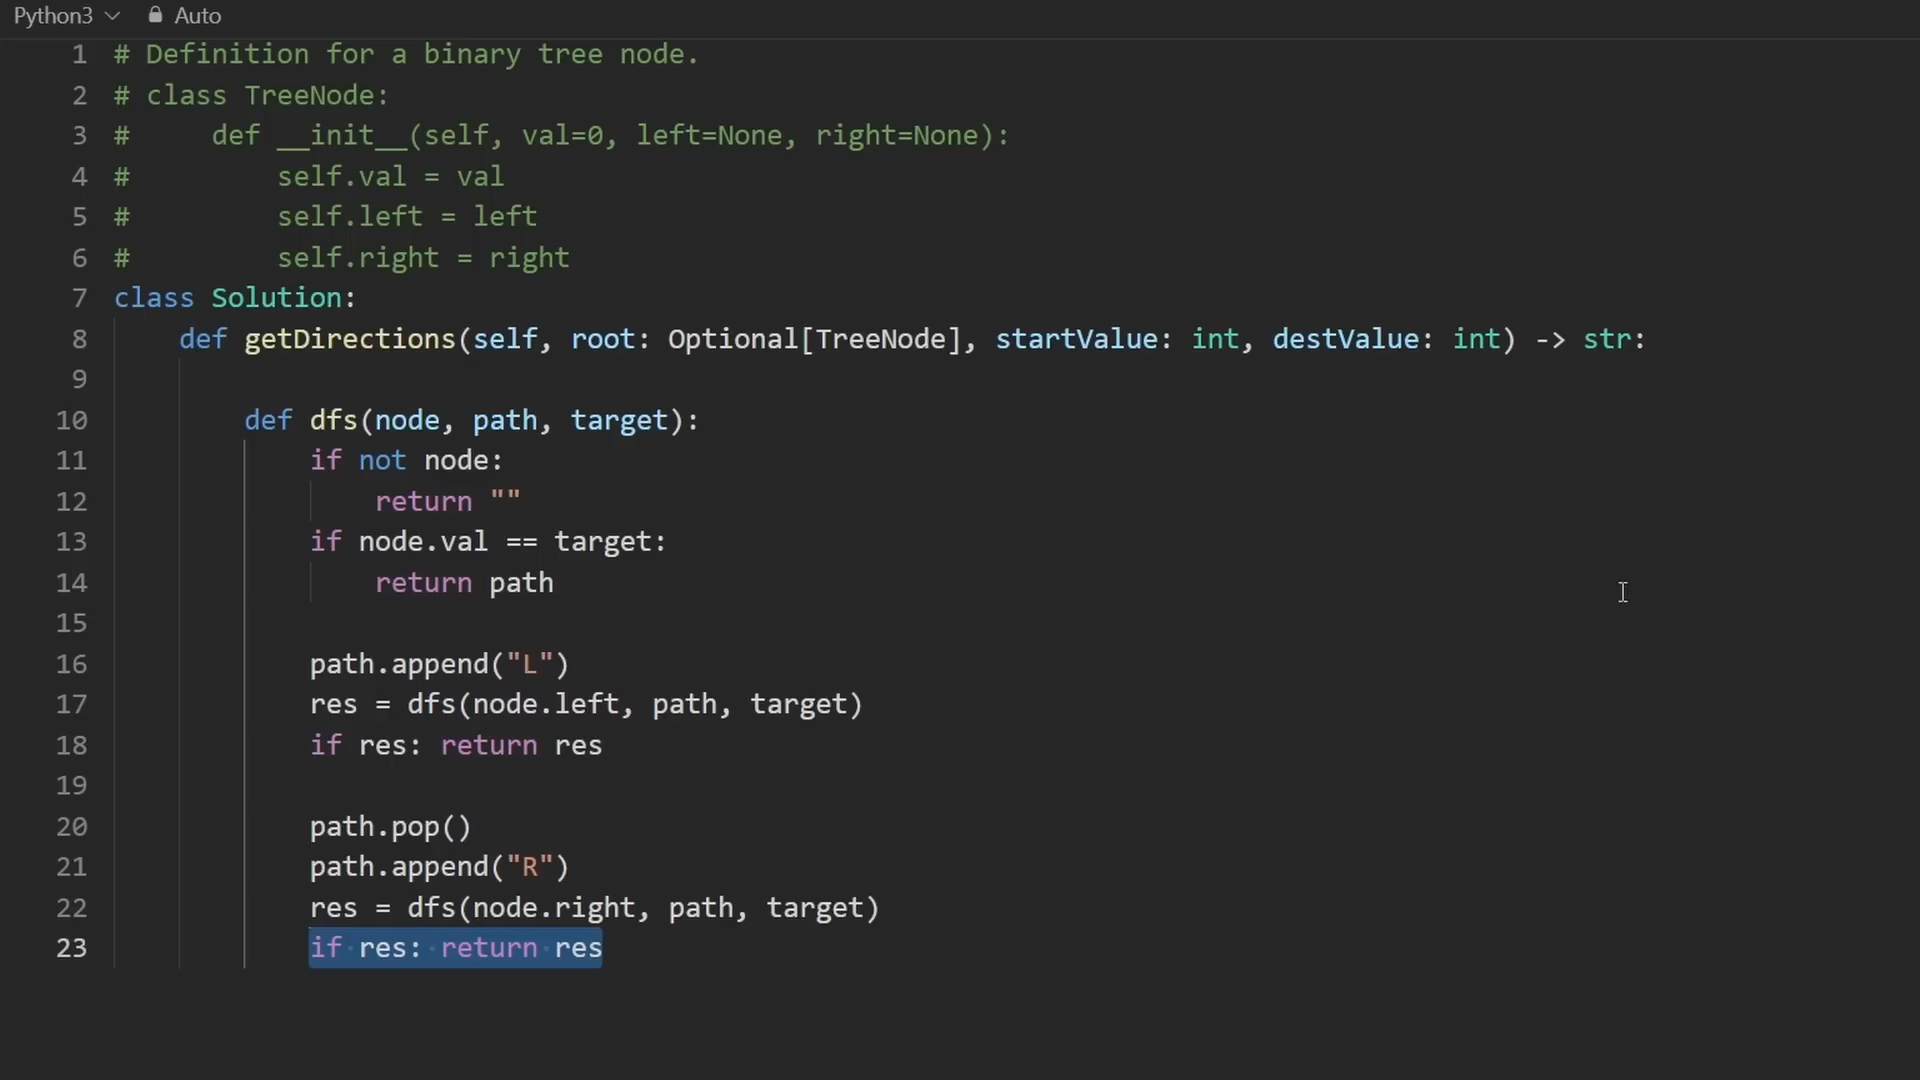 Python3 Auto
1 # Definition for a binary tree node.
2 # class TreeNode:
3 #     def __init__(self, val=0, left=None, right=None):
4 #         self.val = val
5 #         self.left = left
6 #         self.right = right
7 class Solution:
8     def getDirections(self, root: Optional[TreeNode], startValue: int, destValue: int) -> str:
9
10         def dfs(node, path, target):
11             if not node:
12                 return ""
13             if node.val == target:
14                 return path
15
16             path.append("L")
17             res = dfs(node.left, path, target)
18             if res: return res
19
20             path.pop()
21             path.append("R")
22             res = dfs(node.right, path, target)
23             if res: return res